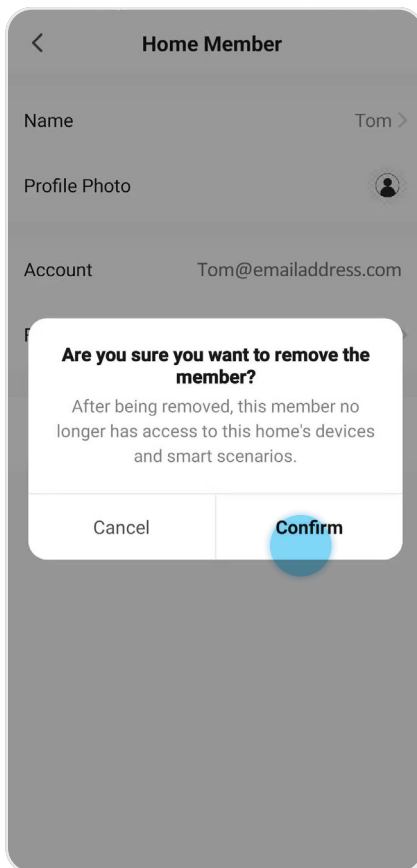 Home Member
Name Tom >
Profile Photo
Account Tom@emailaddress.com
Are you sure you want to remove the
member?
After being removed, this member no
longer has access to this home's devices
and smart scenarios.
Cancel Confirm